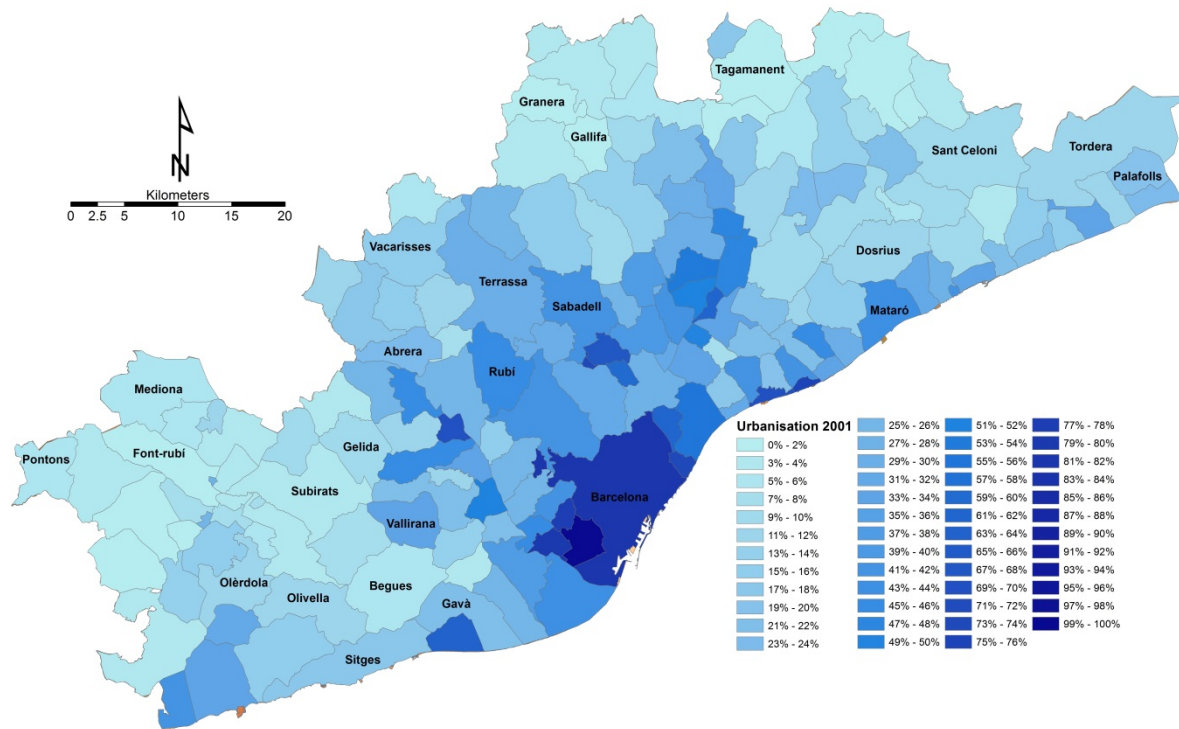 Tagamanent
Granera
Gallifa
Sant Celoni
Tordera
Palafolls
N
Kilometers
0 2.5 5 10 15 20
Vacarisses
Dosrius
Terrassa
Sabadell
Mataró
Abrera
Rubí
Mediona
Gelida
Font-rubí
Pontons
Subirats
Barcelona
Vallirana
Olèrdola
Begues
Olivella
Gavà
Sitges
Urbanisation 2001
0% - 2%
3% - 4%
5% - 6%
7% - 8%
9% - 10%
11% - 12%
13% - 14%
15% - 16%
17% - 18%
19% - 20%
21% - 22%
23% - 24%
25% - 26%
27% - 28%
29% - 30%
31% - 32%
33% - 34%
35% - 36%
37% - 38%
39% - 40%
41% - 42%
43% - 44%
45% - 46%
47% - 48%
49% - 50%
51% - 52%
53% - 54%
55% - 56%
57% - 58%
59% - 60%
61% - 62%
63% - 64%
65% - 66%
67% - 68%
69% - 70%
71% - 72%
73% - 74%
75% - 76%
77% - 78%
79% - 80%
81% - 82%
83% - 84%
85% - 86%
87% - 88%
89% - 90%
91% - 92%
93% - 94%
95% - 96%
97% - 98%
99% - 100%